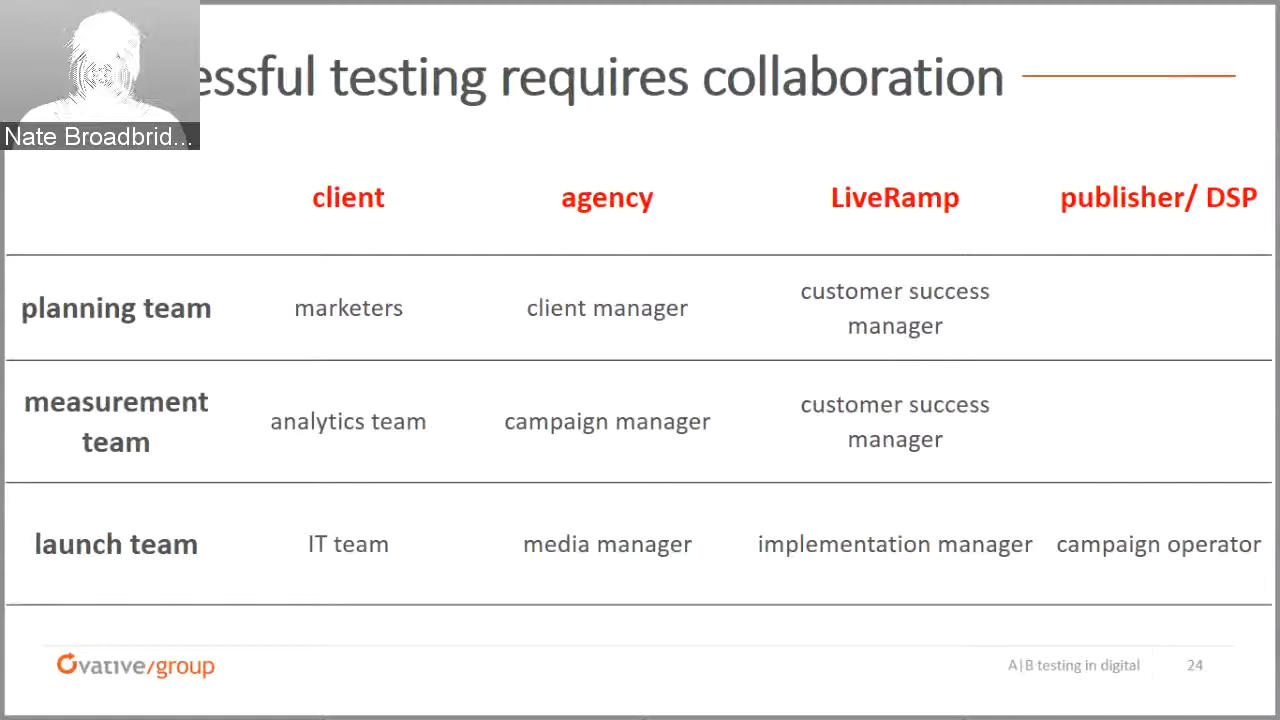 essful testing requires collaboration
Nate Broadbrid...
client agency LiveRamp publisher/ DSP
planning team marketers client manager customer success manager
measurement team analytics team campaign manager customer success manager
launch team IT team media manager implementation manager campaign operator
Ovative/group
A|B testing in digital 24